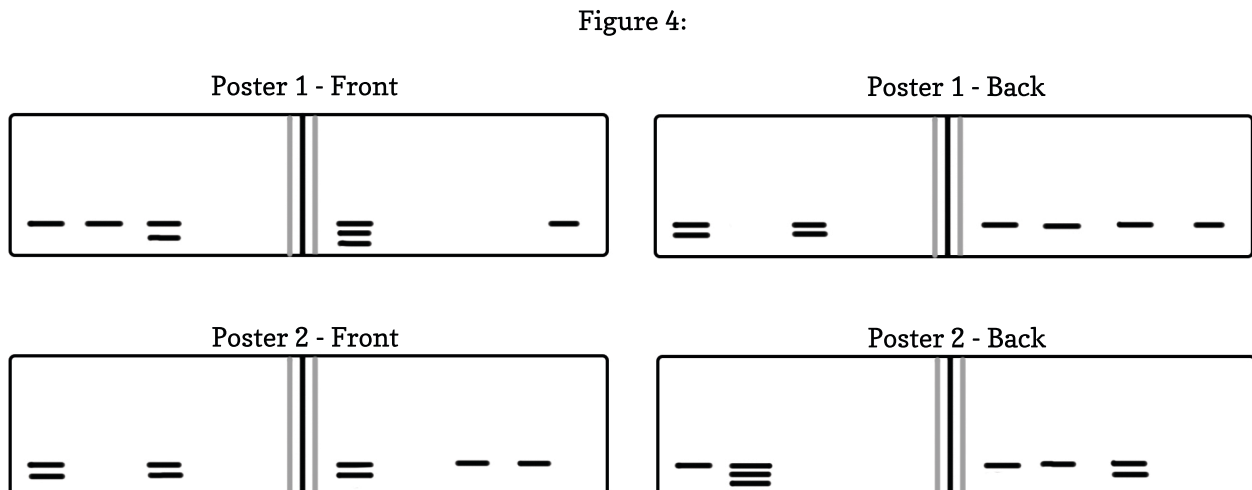 Figure 4:
Poster 1 - Front
Poster 1 - Back
Poster 2 - Front
Poster 2 - Back